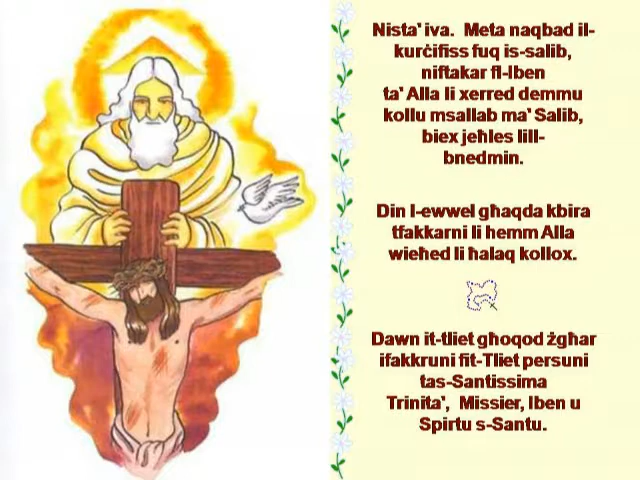 Nista' iva. Meta naqbad il-
kurċifiss fuq is-salib,
niftakar fl-Iben
ta' Alla li xerred demmu
kollu msallab ma' Salib,
biex jeħles lill-
bnedmin.
Din l-ewwel għaqda kbira
tfakkarni li hemm Alla
wieħed li ħalaq kollox.
Dawn it-tliet għoqod żgħar
ifakkruni fit-Tliet persuni
tas-Santissima
Trinita', Missier, Iben u
Spirtu s-Santu.